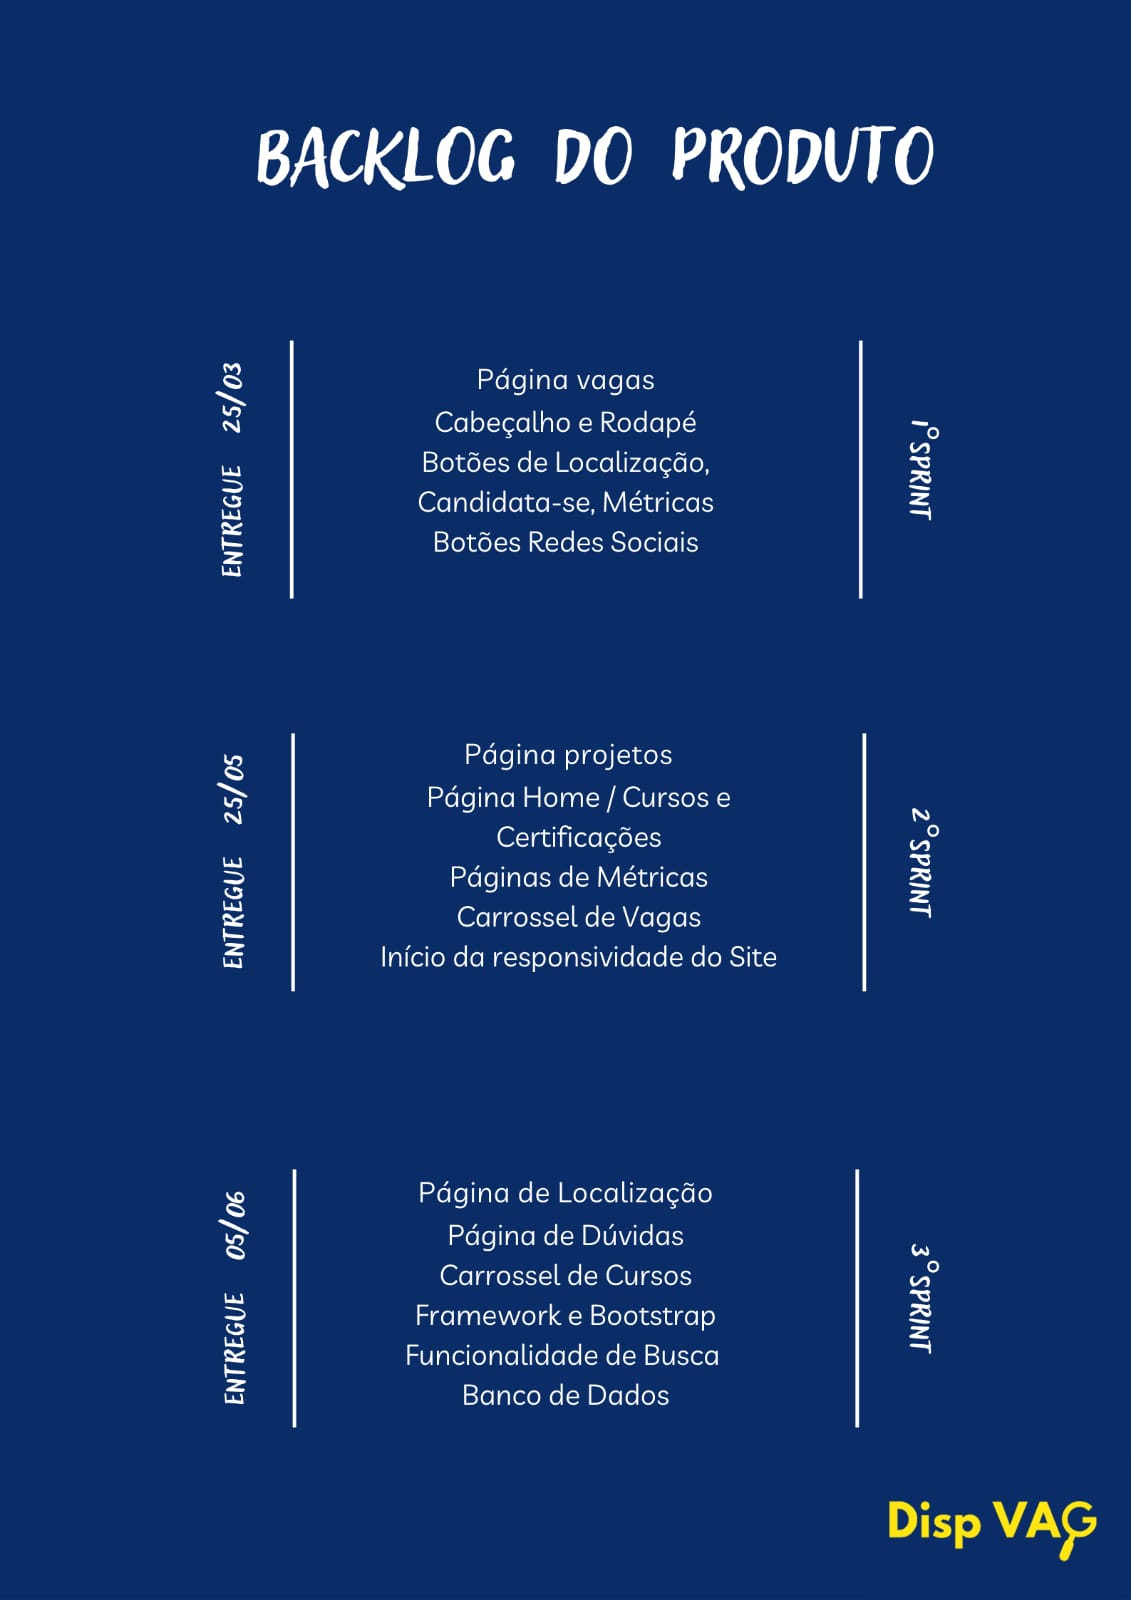 BACKLOG DO PRODUTO
ENTREGUE 25/03
Página vagas
Cabeçalho e Rodapé
Botões de Localização,
Candidata-se, Métricas
Botões Redes Sociais
1º SPRINT
ENTREGUE 25/05
Página projetos
Página Home / Cursos e
Certificações
Páginas de Métricas
Carrossel de Vagas
Início da responsividade do Site
2º SPRINT
ENTREGUE 05/06
Página de Localização
Página de Dúvidas
Carrossel de Cursos
Framework e Bootstrap
Funcionalidade de Busca
Banco de Dados
3º SPRINT
Disp VAG